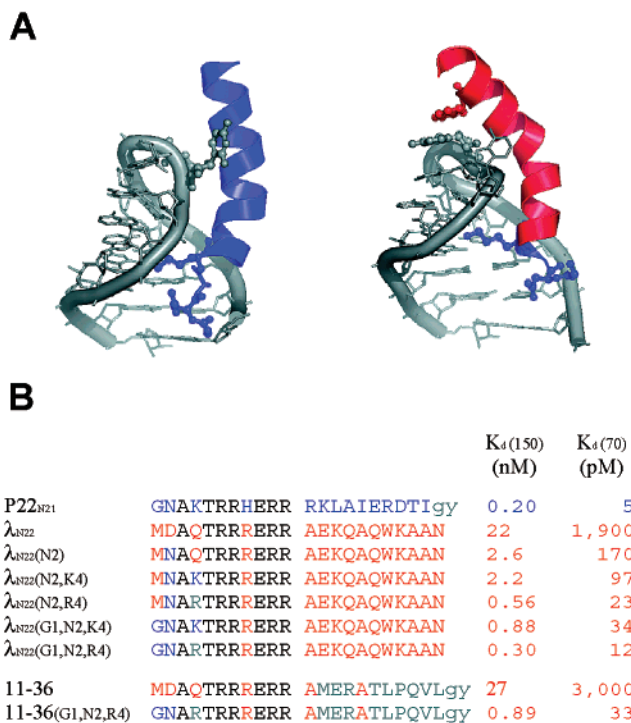 A
B
Kd (150) Kd (70)
(nM) (pM)
P22N21 GNAKTRRHERR RKLAIERDTIgy 0.20 5
λN22 MDAQTRRRERR AEKQAQWKAAN 22 1,900
λN22(N2) MNAQTRRRERR AEKQAQWKAAN 2.6 170
λN22(N2,K4) MNAKTRRRERR AEKQAQWKAAN 2.2 97
λN22(N2,R4) MNARTRRRERR AEKQAQWKAAN 0.56 23
λN22(G1,N2,K4) GNAKTRRRERR AEKQAQWKAAN 0.88 34
λN22(G1,N2,R4) GNARTRRRERR AEKQAQWKAAN 0.30 12
11-36 MDAQTRRRERR AMERATLPQVLgy 27 3,000
11-36(G1,N2,R4) GNARTRRRERR AMERATLPQVLgy 0.89 33